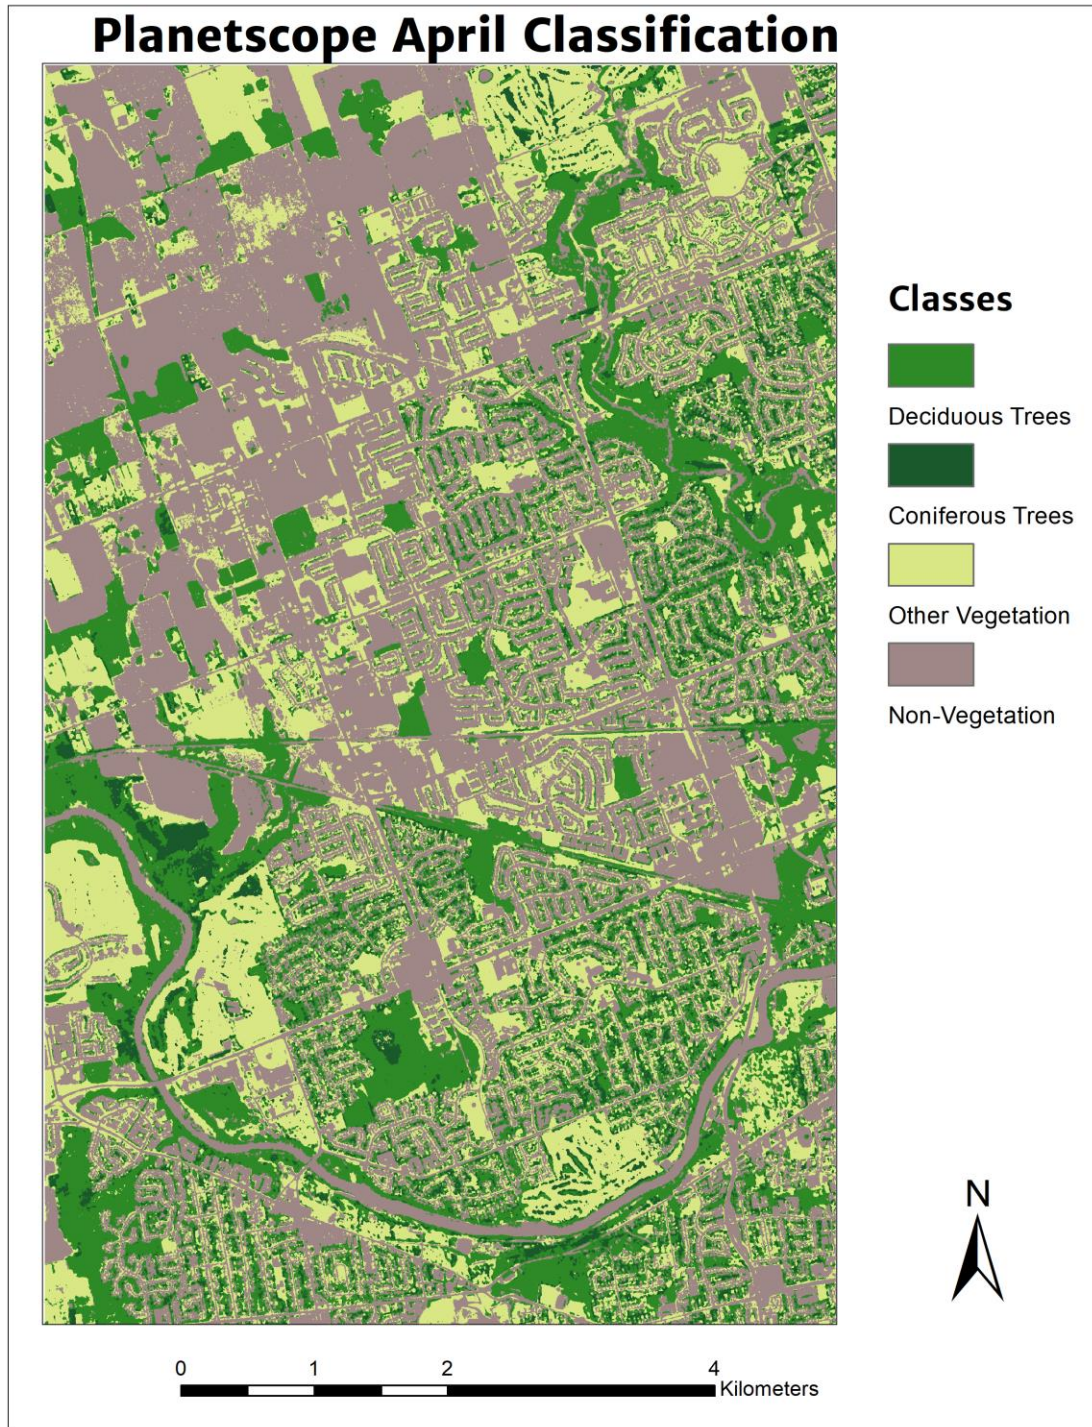 Planetscope April Classification
Classes
Deciduous Trees
Coniferous Trees
Other Vegetation
Non-Vegetation
N
0 1 2 4
Kilometers